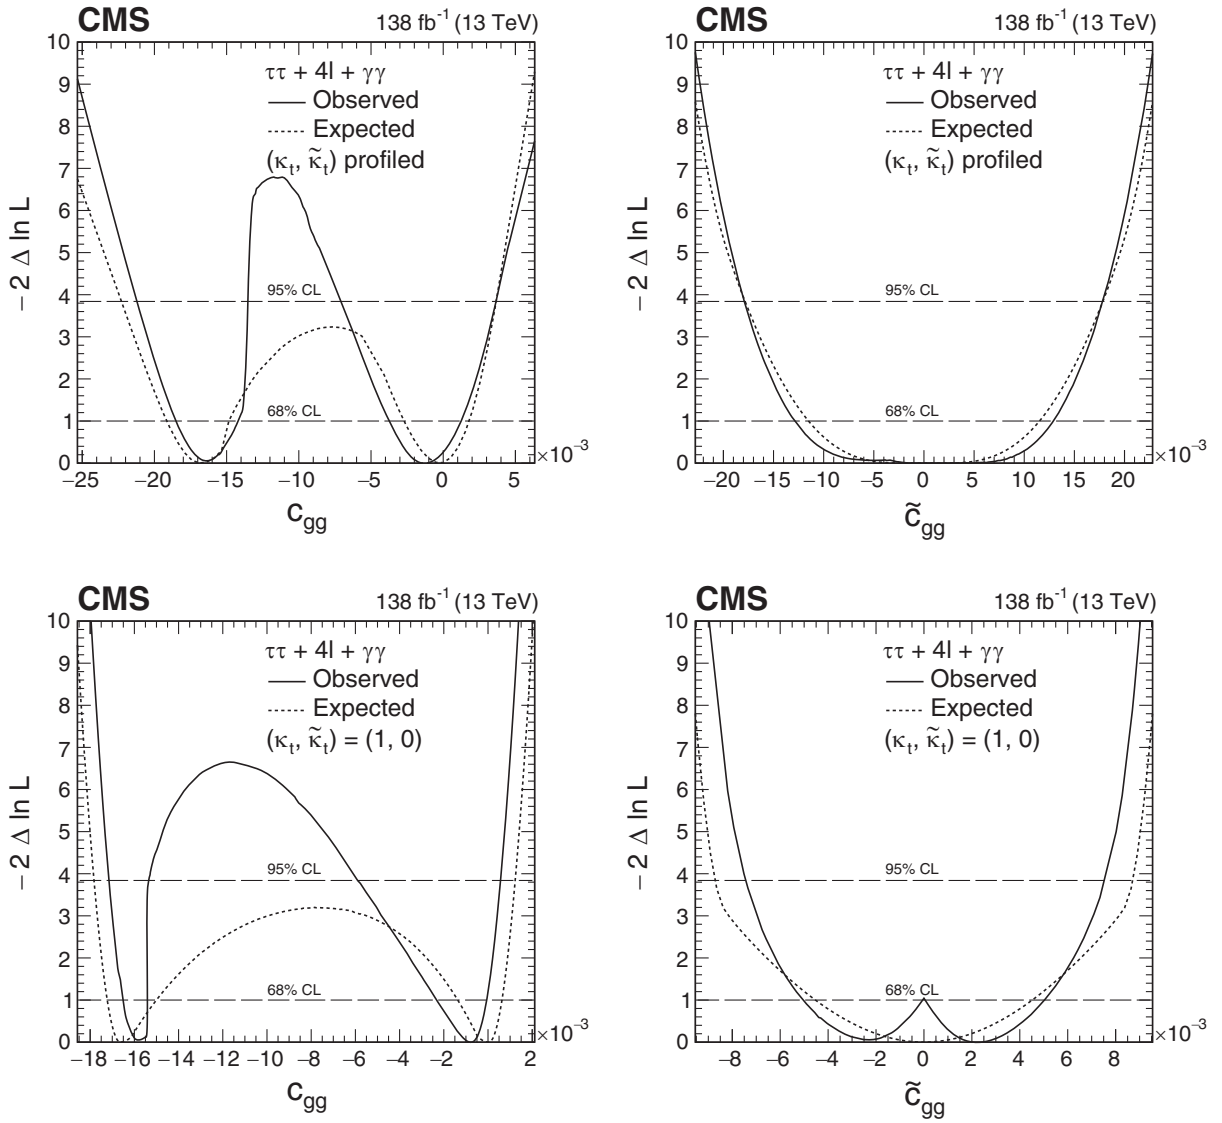 CMS 138 fb⁻¹ (13 TeV)
ττ + 4l + γγ
Observed
Expected
(κₜ, κ̃ₜ) profiled
− 2 Δ ln L
10
9
8
7
6
5
4
3
2
1
0
95% CL
68% CL
−25 −20 −15 −10 −5 0 5 ×10⁻³
c_gg
CMS 138 fb⁻¹ (13 TeV)
ττ + 4l + γγ
Observed
Expected
(κₜ, κ̃ₜ) profiled
− 2 Δ ln L
10
9
8
7
6
5
4
3
2
1
0
95% CL
68% CL
−20 −15 −10 −5 0 5 10 15 20 ×10⁻³
c̃_gg
CMS 138 fb⁻¹ (13 TeV)
ττ + 4l + γγ
Observed
Expected
(κₜ, κ̃ₜ) = (1, 0)
− 2 Δ ln L
10
9
8
7
6
5
4
3
2
1
0
95% CL
68% CL
−18 −16 −14 −12 −10 −8 −6 −4 −2 0 2 ×10⁻³
c_gg
CMS 138 fb⁻¹ (13 TeV)
ττ + 4l + γγ
Observed
Expected
(κₜ, κ̃ₜ) = (1, 0)
− 2 Δ ln L
10
9
8
7
6
5
4
3
2
1
0
95% CL
68% CL
−8 −6 −4 −2 0 2 4 6 8 ×10⁻³
c̃_gg